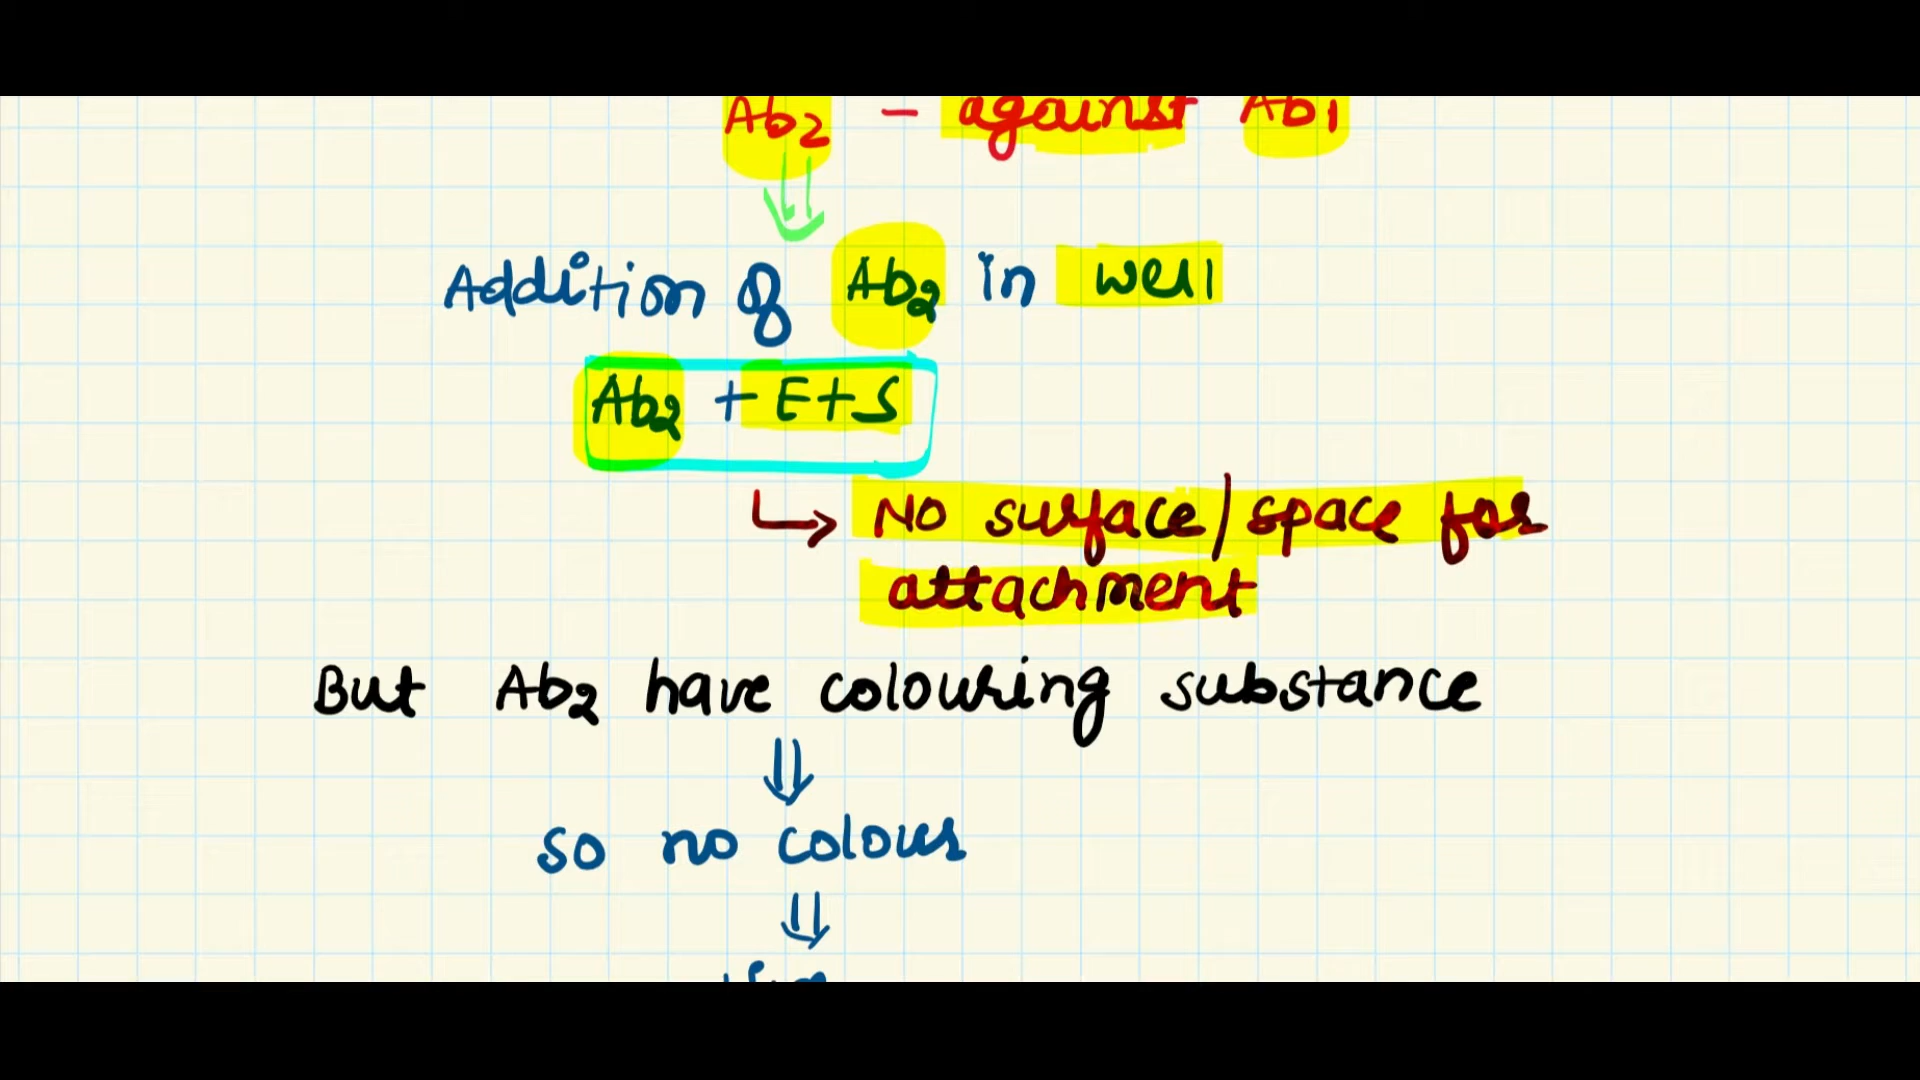 Ab2 - against Ab1
Addition of Ab2 in well
Ab2 + E+S
No surface/space for
attachment
But Ab2 have colouring substance
so no colour